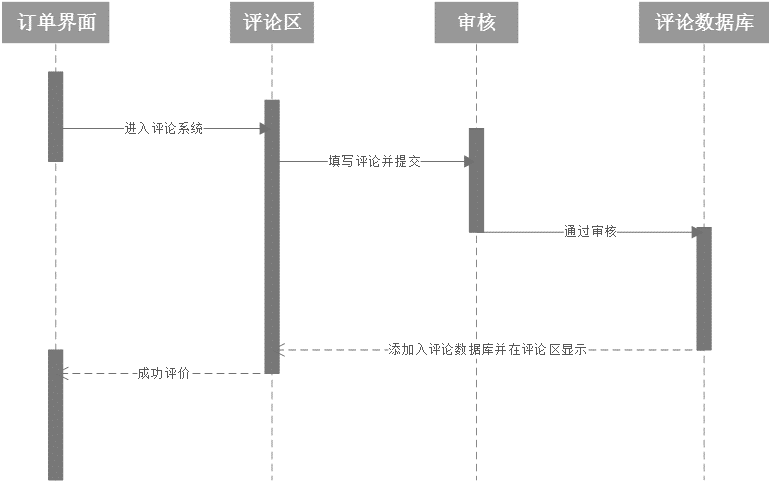 订单界面
评论区
审核
评论数据库
进入评论系统
填写评论并提交
通过审核
添加入评论数据库并在评论区显示
成功评价